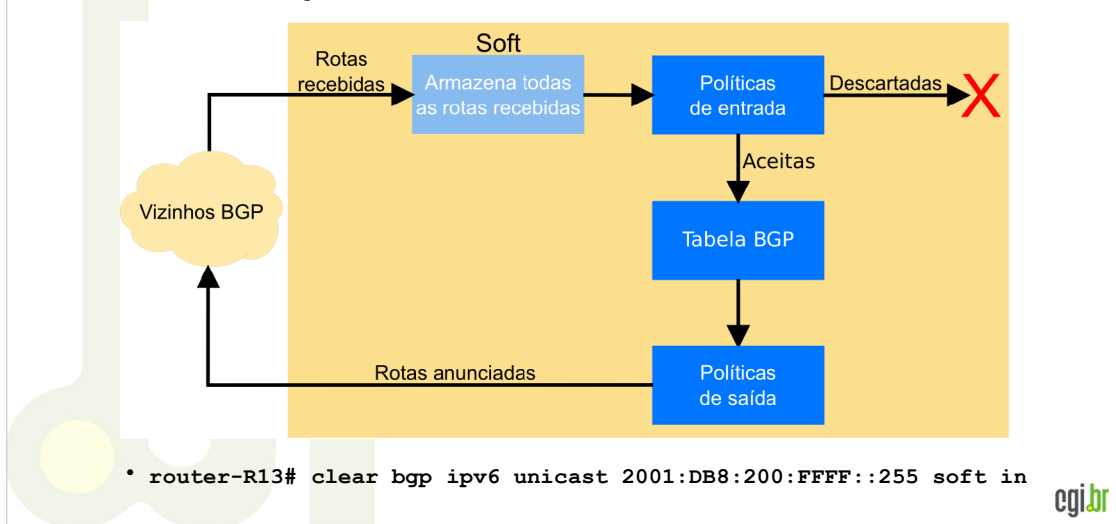 Soft
Rotas
recebidas
Armazena todas
as rotas recebidas
Políticas
de entrada
Descartadas
X
Aceitas
Vizinhos BGP
Tabela BGP
Rotas anunciadas
Políticas
de saída
• router-R13# clear bgp ipv6 unicast 2001:DB8:200:FFFF::255 soft in
cgi.br